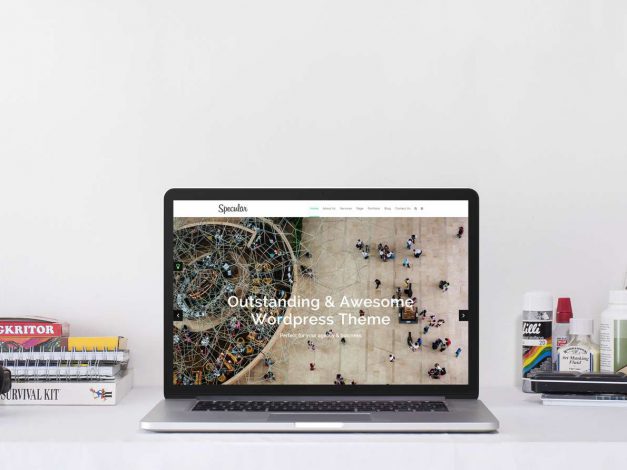 Specular
Home About Us Services Page Portfolio Blog Contact Us
Outstanding & Awesome
Wordpress Theme
Perfect for your agency & business
GKRITOR
SURVIVAL KIT
Art Masking
Fluid